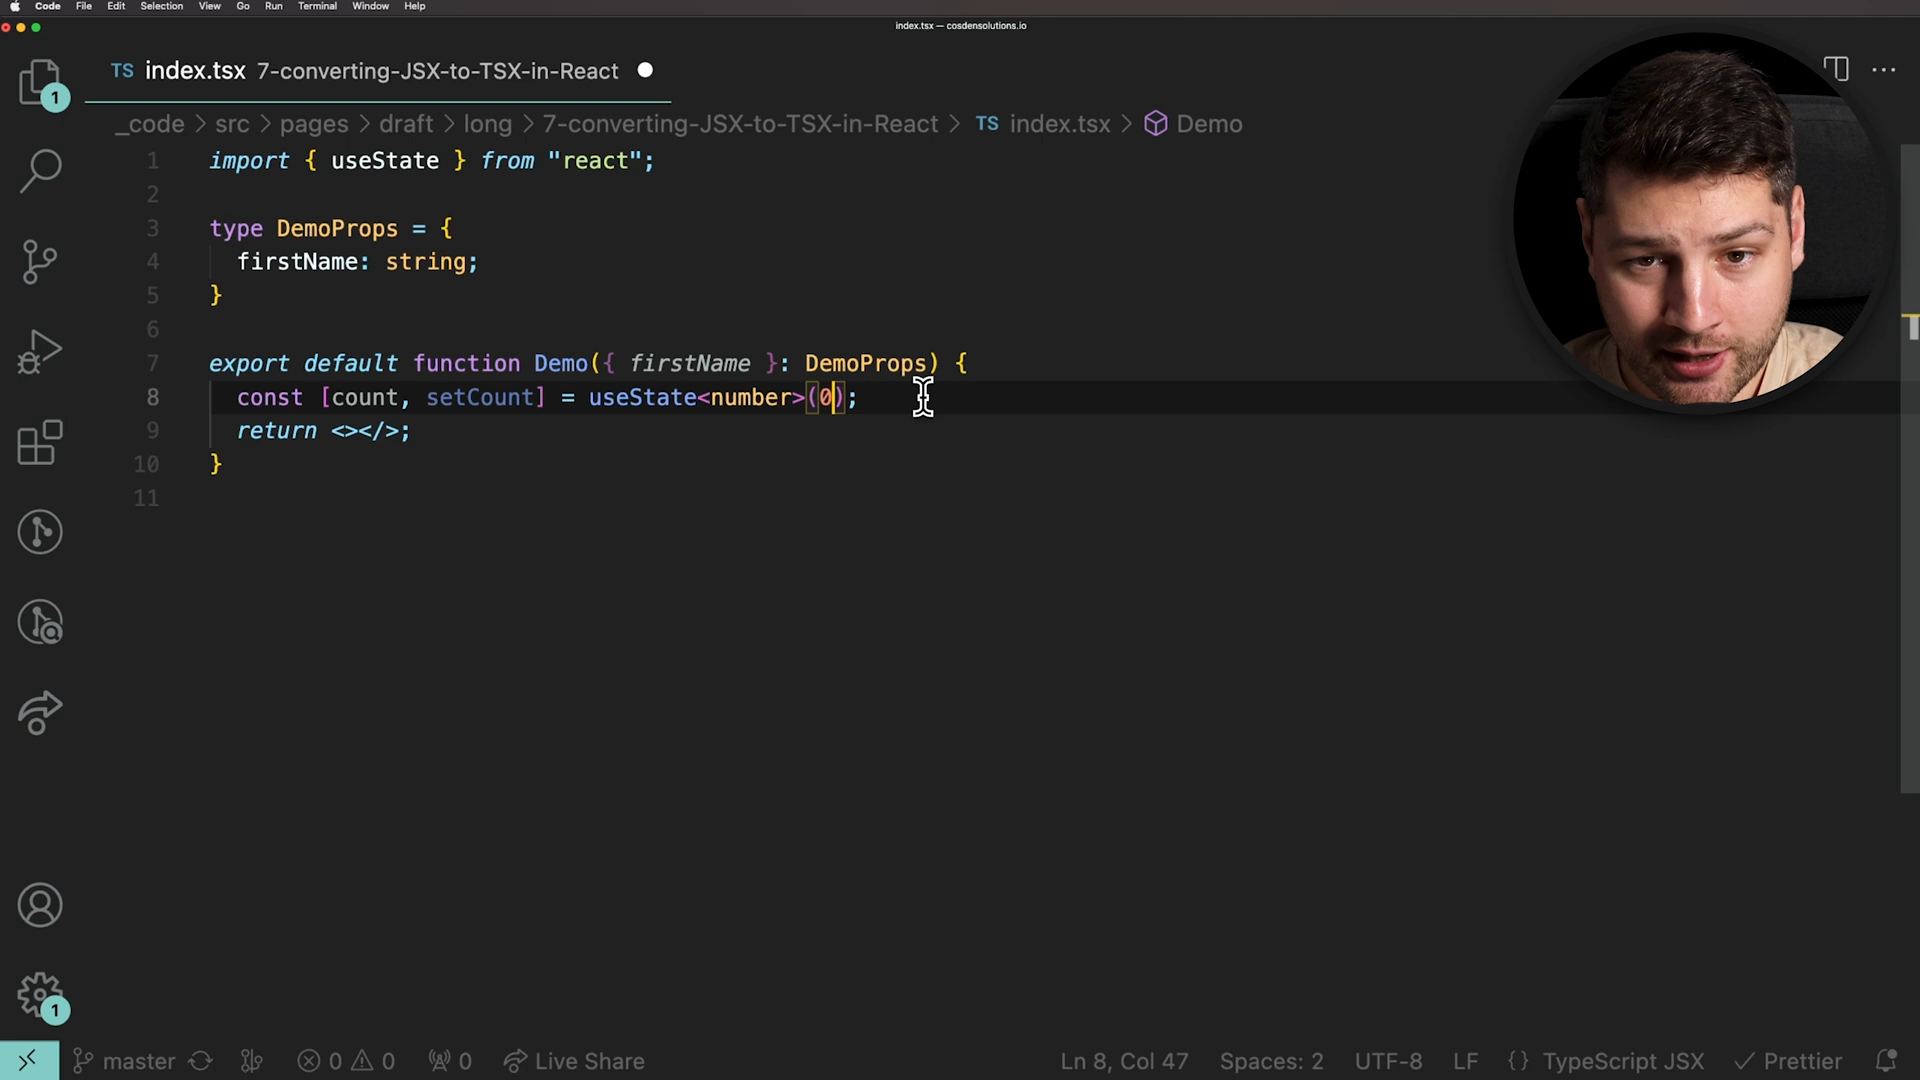 Code File Edit Selection View Go Run Terminal Window Help
index.tsx — cosdensolutions.io
TS index.tsx 7-converting-JSX-to-TSX-in-React
_code > src > pages > draft > long > 7-converting-JSX-to-TSX-in-React > TS index.tsx > Demo
1 import { useState } from "react";
2
3 type DemoProps = {
4 firstName: string;
5 }
6
7 export default function Demo({ firstName }: DemoProps) {
8 const [count, setCount] = useState<number>(0);
9 return <></>;
10 }
11
1
1
master 0 0 0 Live Share Ln 8, Col 47 Spaces: 2 UTF-8 LF {} TypeScript JSX Prettier